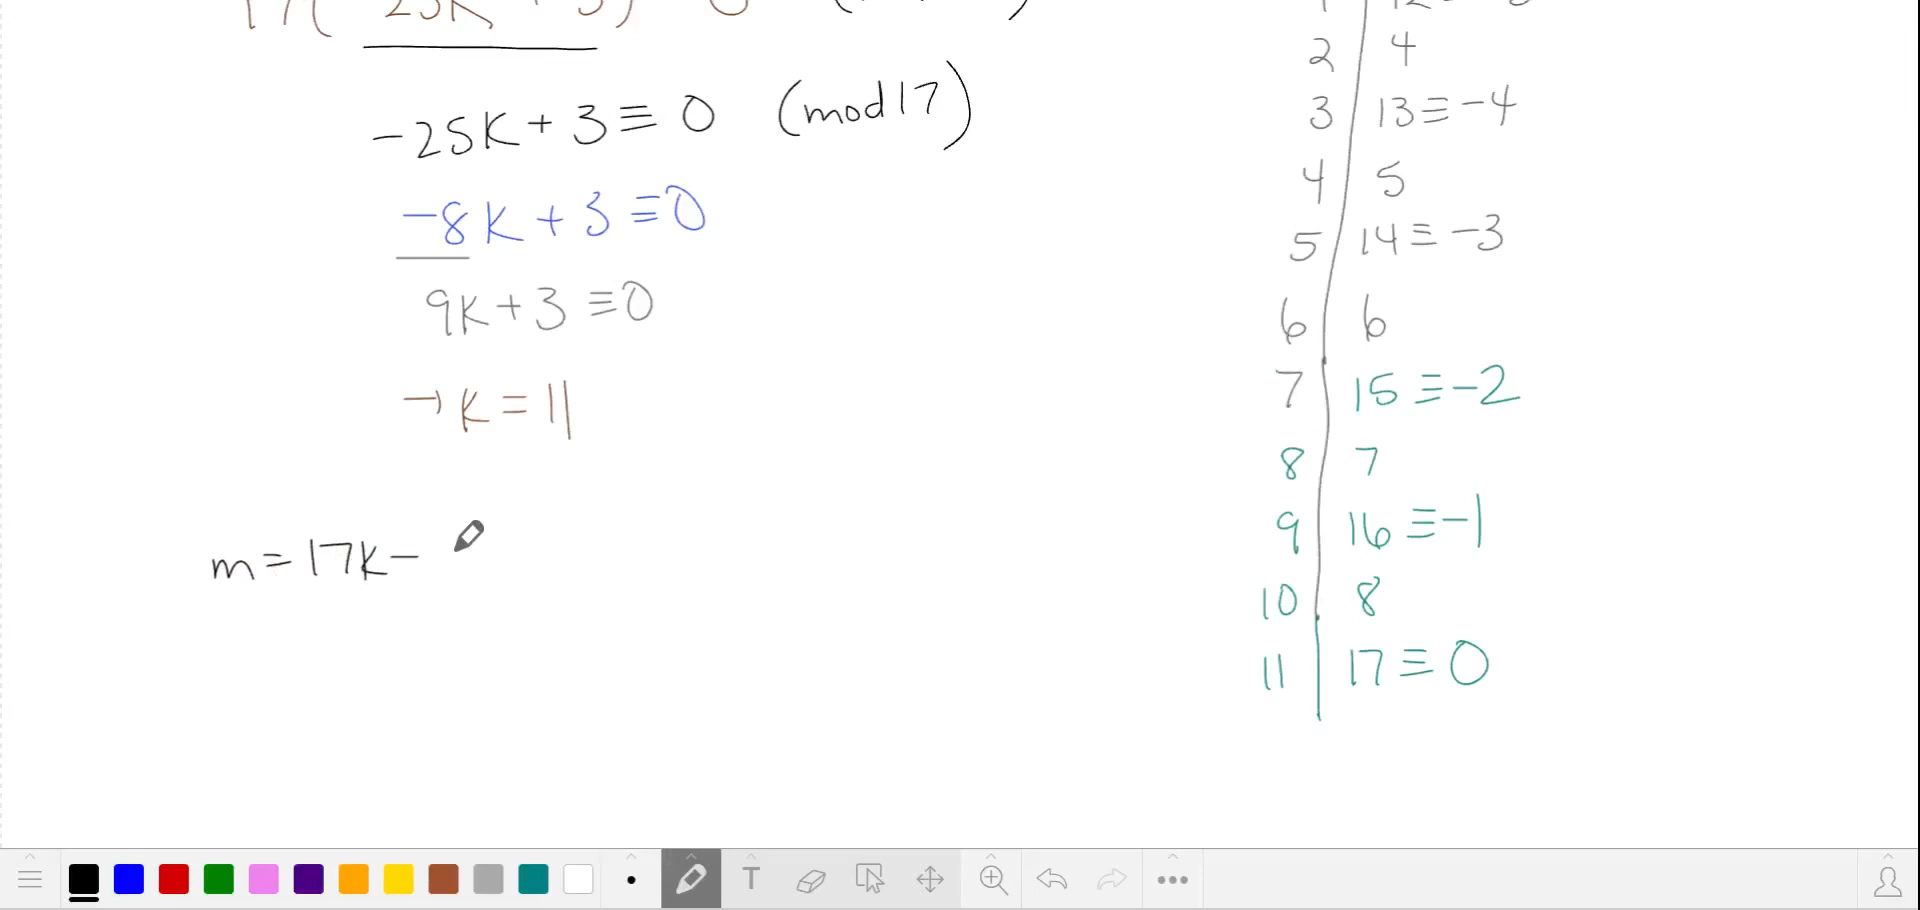 -25k + 3 ≡ 0 (mod 17)
-8k + 3 ≡ 0
9k + 3 ≡ 0
→ k = 11
m = 17k -
2 4
3 13 ≡ -4
4 5
5 14 ≡ -3
6 6
7 15 ≡ -2
8 7
9 16 ≡ -1
10 8
11 17 ≡ 0
T